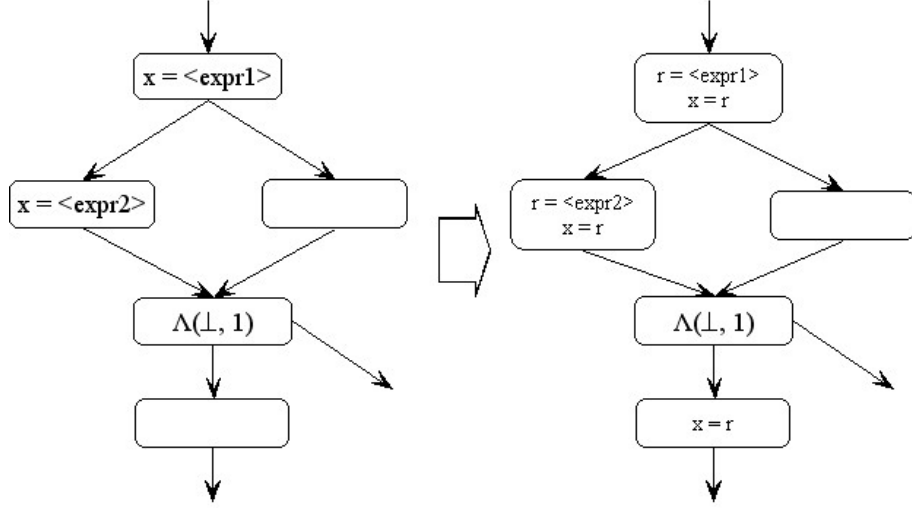 x = <expr1>
x = <expr2>
Λ(⊥, 1)
r = <expr1>
x = r
r = <expr2>
x = r
Λ(⊥, 1)
x = r